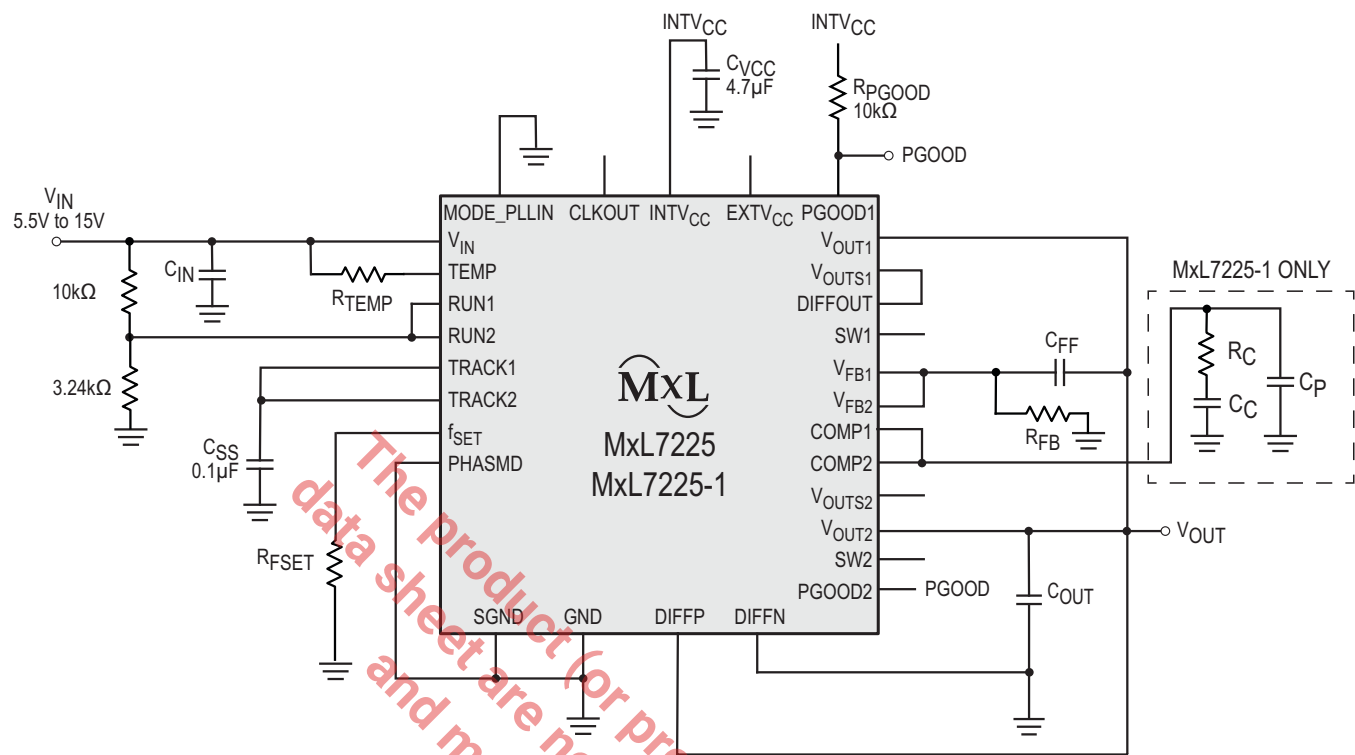 INTVCC
CVCC
4.7µF
INTVCC
RPGOOD
10kΩ
PGOOD
VIN
5.5V to 15V
10kΩ
3.24kΩ
CIN
RTEMP
CSS
0.1µF
RFSET
MODE_PLLIN
CLKOUT
INTVCC
EXTVCC
PGOOD1
VIN
TEMP
RUN1
RUN2
TRACK1
TRACK2
fSET
PHASMD
SGND
GND
DIFFP
DIFFN
MxL
MxL7225
MxL7225-1
VOUT1
VOUTS1
DIFFOUT
SW1
VFB1
VFB2
COMP1
COMP2
VOUTS2
VOUT2
SW2
PGOOD2
PGOOD
CFF
RFB
COUT
VOUT
MxL7225-1 ONLY
RC
CC
CP
The product (or pro
data sheet are n
and m